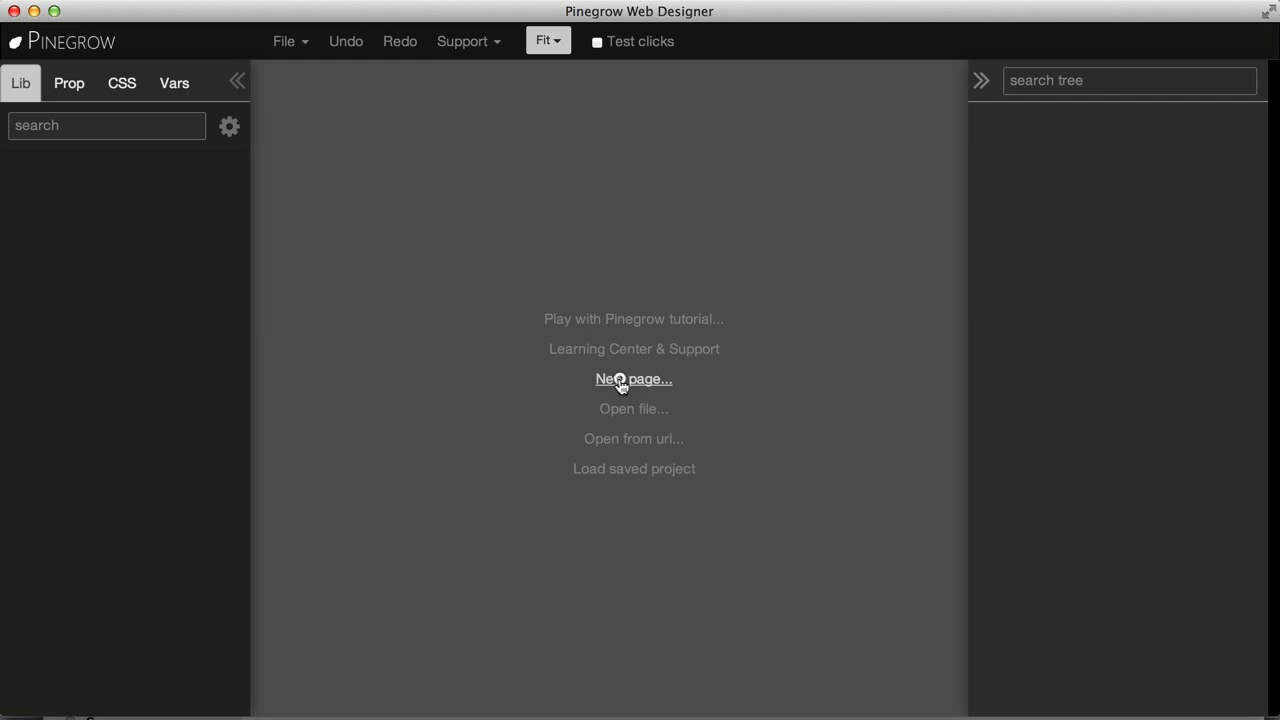 Pinegrow Web Designer
PINEGROW File Undo Redo Support Fit Test clicks
Lib Prop CSS Vars search tree
search
Play with Pinegrow tutorial...
Learning Center & Support
New page...
Open file...
Open from url...
Load saved project